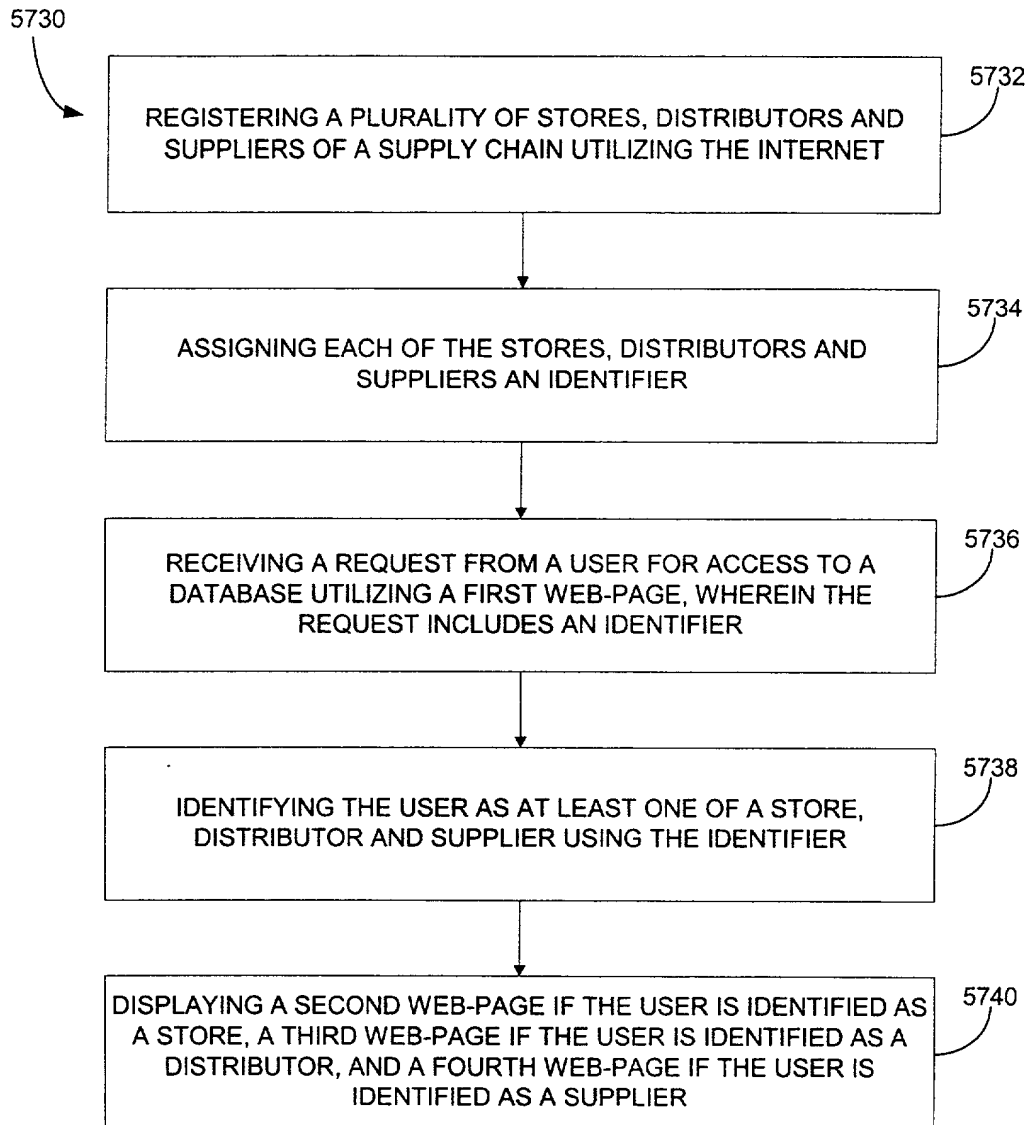 5730
5732
REGISTERING A PLURALITY OF STORES, DISTRIBUTORS AND
SUPPLIERS OF A SUPPLY CHAIN UTILIZING THE INTERNET
5734
ASSIGNING EACH OF THE STORES, DISTRIBUTORS AND
SUPPLIERS AN IDENTIFIER
5736
RECEIVING A REQUEST FROM A USER FOR ACCESS TO A
DATABASE UTILIZING A FIRST WEB-PAGE, WHEREIN THE
REQUEST INCLUDES AN IDENTIFIER
5738
IDENTIFYING THE USER AS AT LEAST ONE OF A STORE,
DISTRIBUTOR AND SUPPLIER USING THE IDENTIFIER
5740
DISPLAYING A SECOND WEB-PAGE IF THE USER IS IDENTIFIED AS
A STORE, A THIRD WEB-PAGE IF THE USER IS IDENTIFIED AS A
DISTRIBUTOR, AND A FOURTH WEB-PAGE IF THE USER IS
IDENTIFIED AS A SUPPLIER